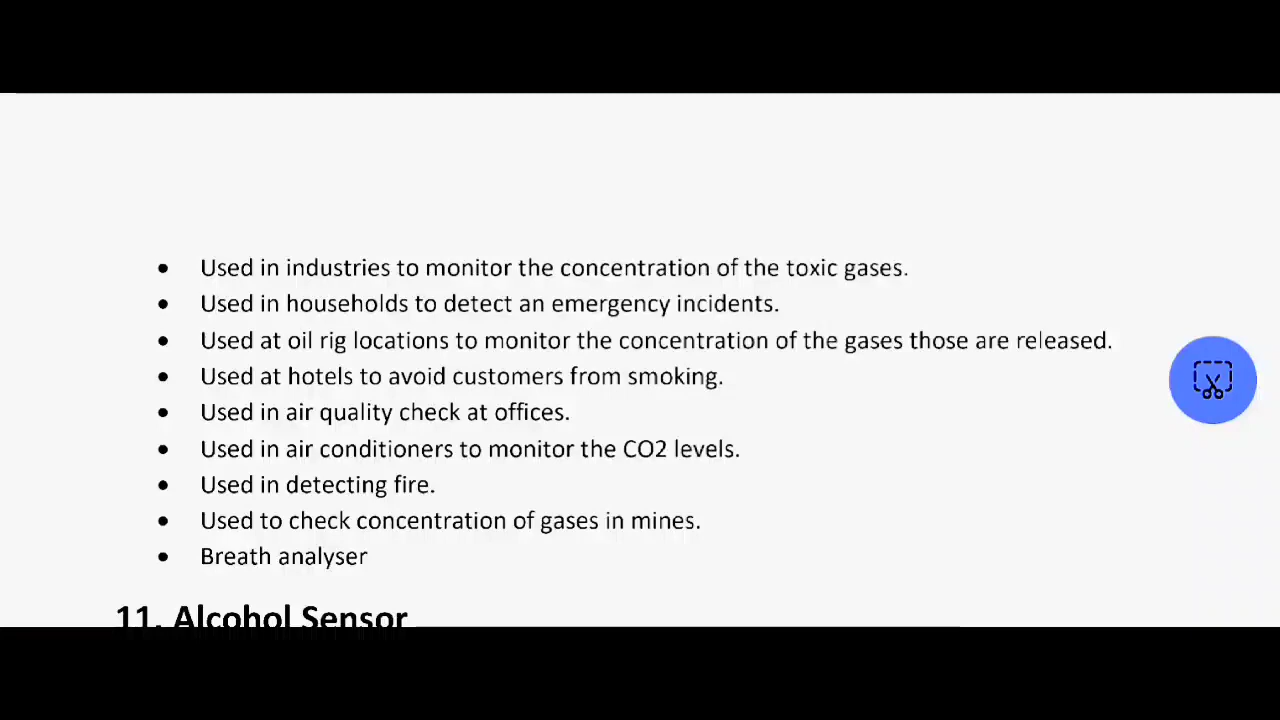 • Used in industries to monitor the concentration of the toxic gases.
• Used in households to detect an emergency incidents.
• Used at oil rig locations to monitor the concentration of the gases those are released.
• Used at hotels to avoid customers from smoking.
• Used in air quality check at offices.
• Used in air conditioners to monitor the CO2 levels.
• Used in detecting fire.
• Used to check concentration of gases in mines.
• Breath analyser
11. Alcohol Sensor